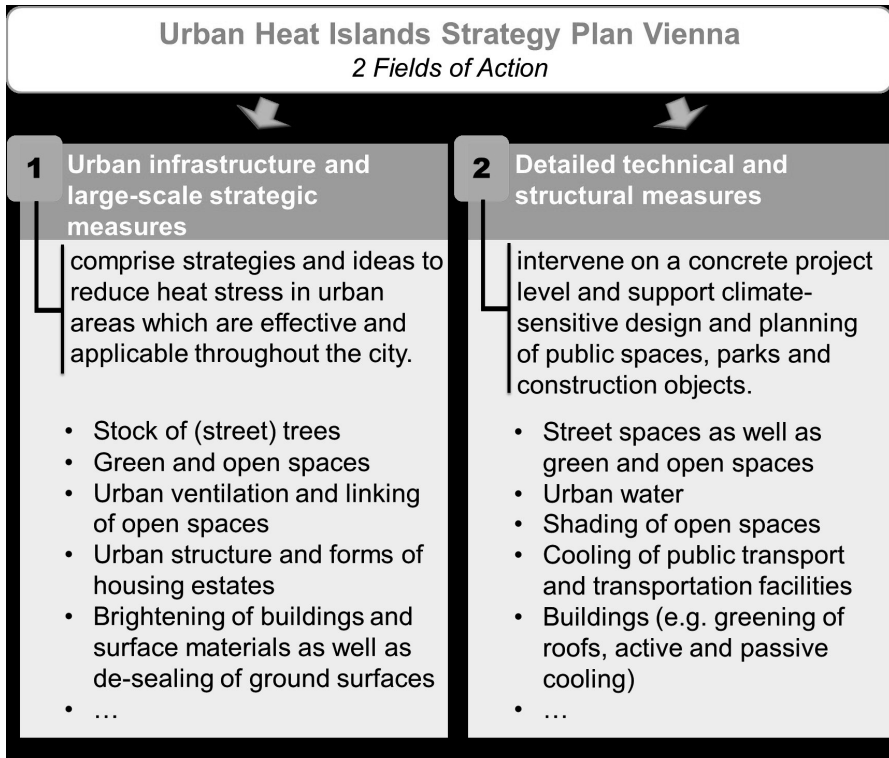 Urban Heat Islands Strategy Plan Vienna
2 Fields of Action
1
Urban infrastructure and
large-scale strategic
measures
comprise strategies and ideas to
reduce heat stress in urban
areas which are effective and
applicable throughout the city.
• Stock of (street) trees
• Green and open spaces
• Urban ventilation and linking
of open spaces
• Urban structure and forms of
housing estates
• Brightening of buildings and
surface materials as well as
de-sealing of ground surfaces
• …
2
Detailed technical and
structural measures
intervene on a concrete project
level and support climate-
sensitive design and planning
of public spaces, parks and
construction objects.
• Street spaces as well as
green and open spaces
• Urban water
• Shading of open spaces
• Cooling of public transport
and transportation facilities
• Buildings (e.g. greening of
roofs, active and passive
cooling)
• …